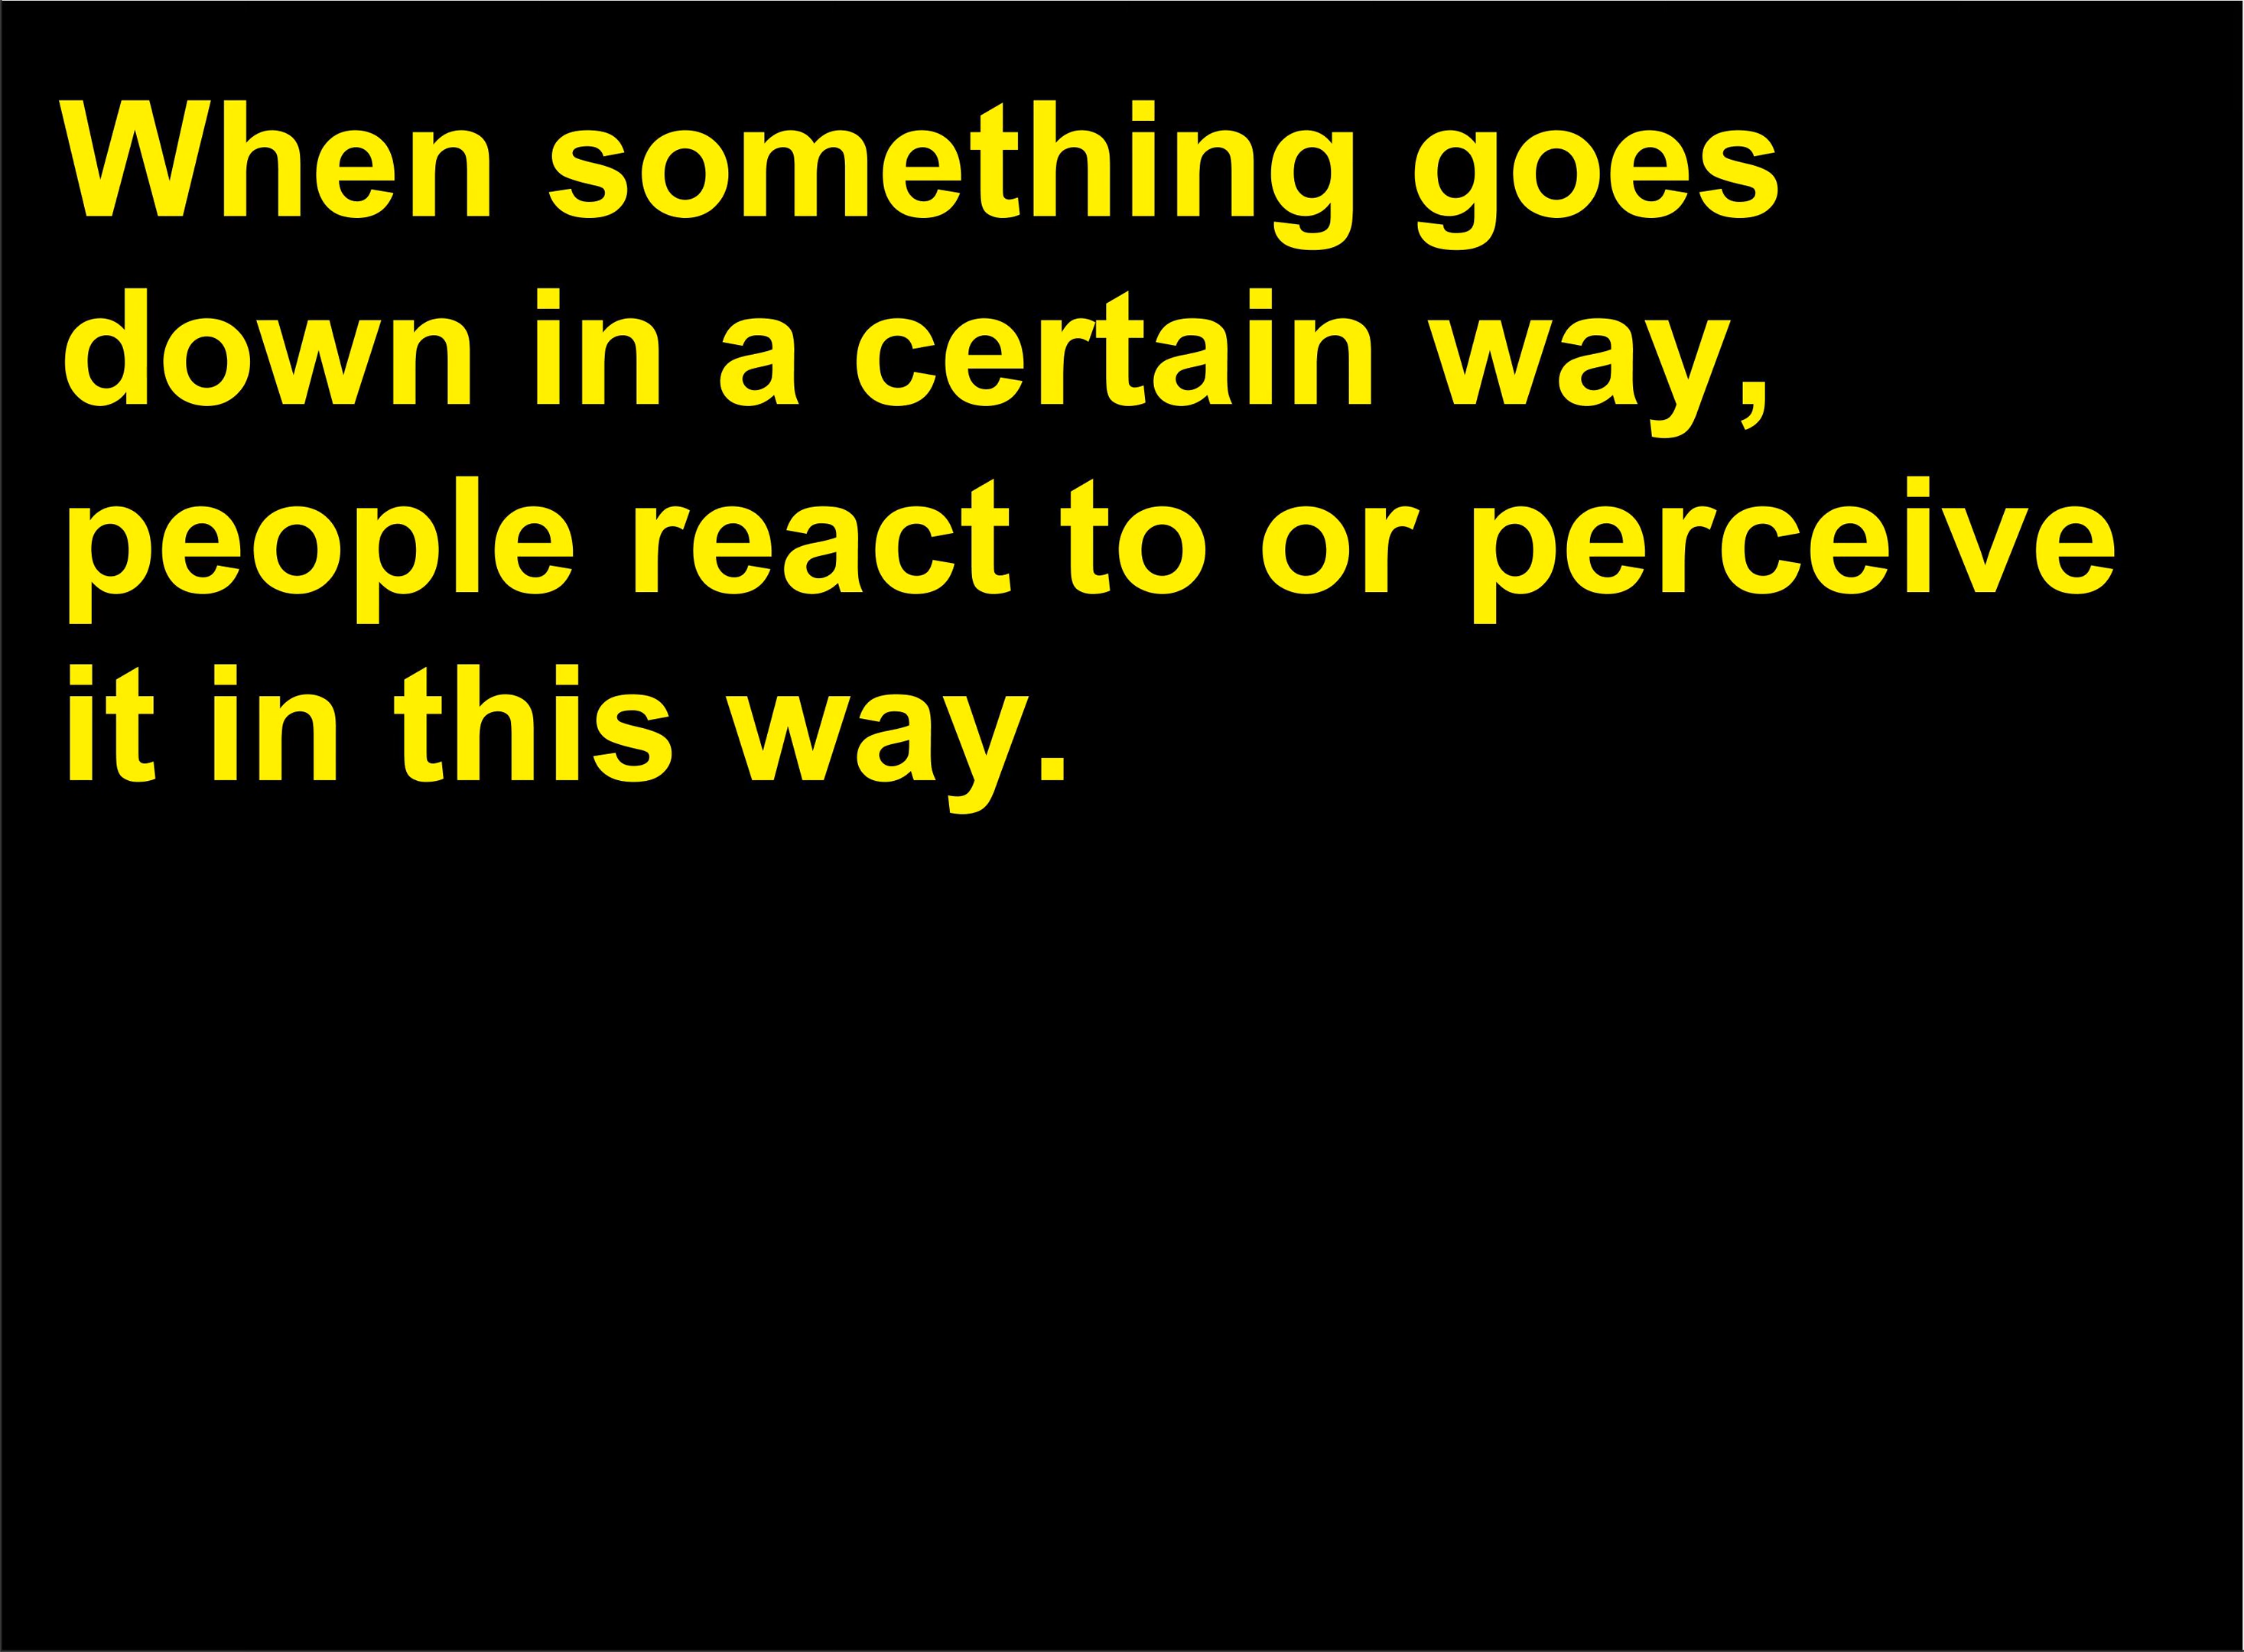 When something goes
down in a certain way,
people react to or perceive
it in this way.